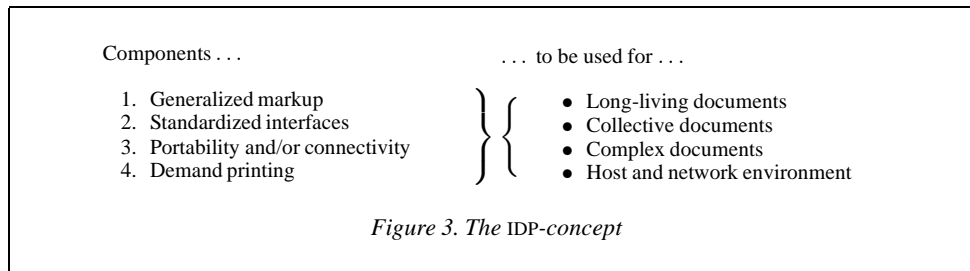 Components . . .
1. Generalized markup
2. Standardized interfaces
3. Portability and/or connectivity
4. Demand printing
. . . to be used for . . .
• Long-living documents
• Collective documents
• Complex documents
• Host and network environment
Figure 3. The IDP-concept